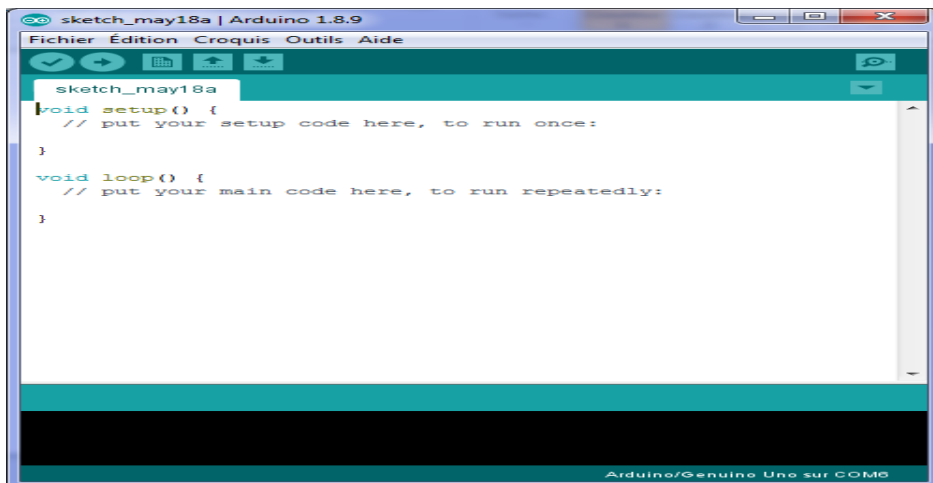 sketch_may18a | Arduino 1.8.9
Fichier Édition Croquis Outils Aide
sketch_may18a
void setup() {
// put your setup code here, to run once:
}
void loop() {
// put your main code here, to run repeatedly:
}
Arduino/Genuino Uno sur COM6